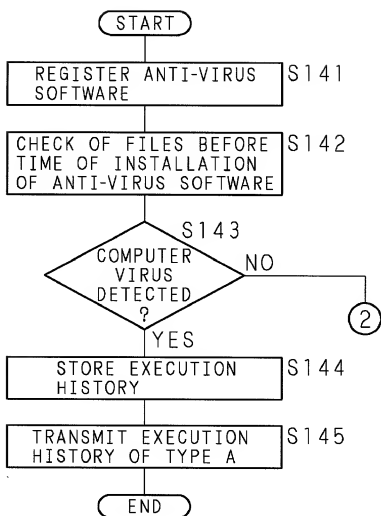 START
REGISTER ANTI-VIRUS
SOFTWARE
S141
CHECK OF FILES BEFORE
TIME OF INSTALLATION
OF ANTI-VIRUS SOFTWARE
S142
S143
COMPUTER
VIRUS
DETECTED
?
NO
2
YES
STORE EXECUTION
HISTORY
S144
TRANSMIT EXECUTION
HISTORY OF TYPE A
S145
END